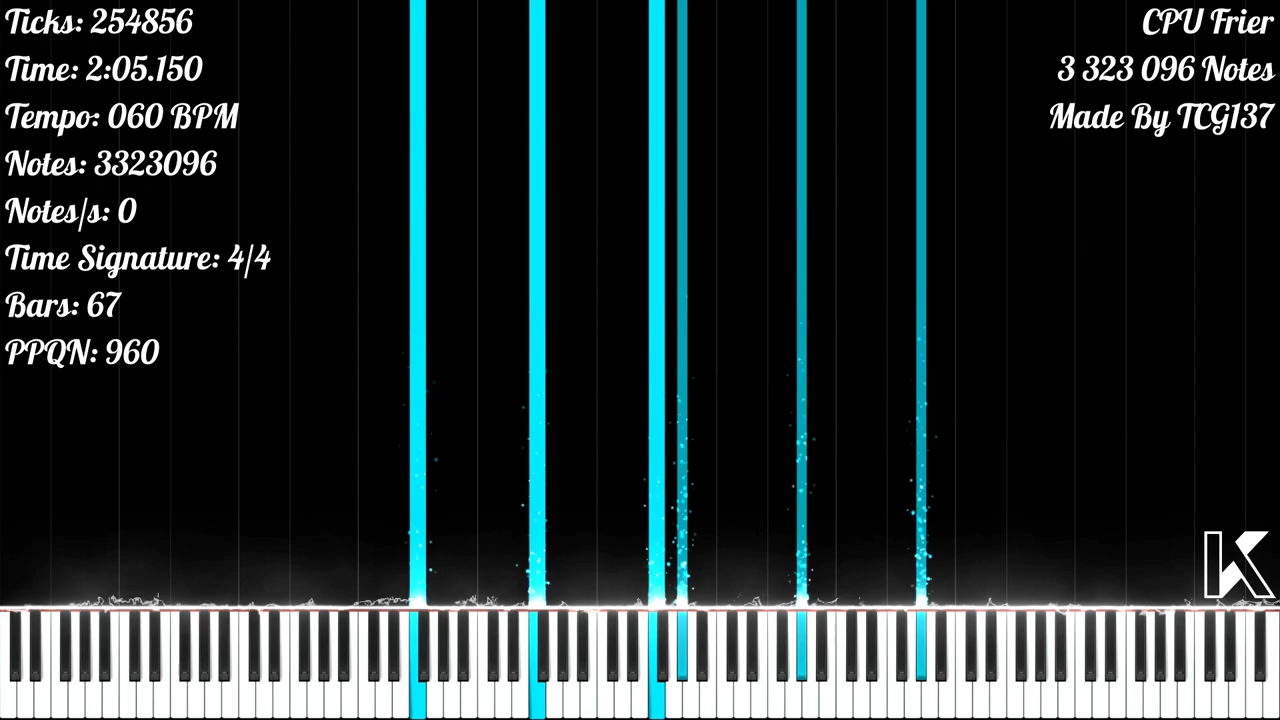 Ticks: 254856
Time: 2:05.150
Tempo: 060 BPM
Notes: 3323096
Notes/s: 0
Time Signature: 4/4
Bars: 67
PPQN: 960
CPU Frier
3 323 096 Notes
Made By TCG137
K